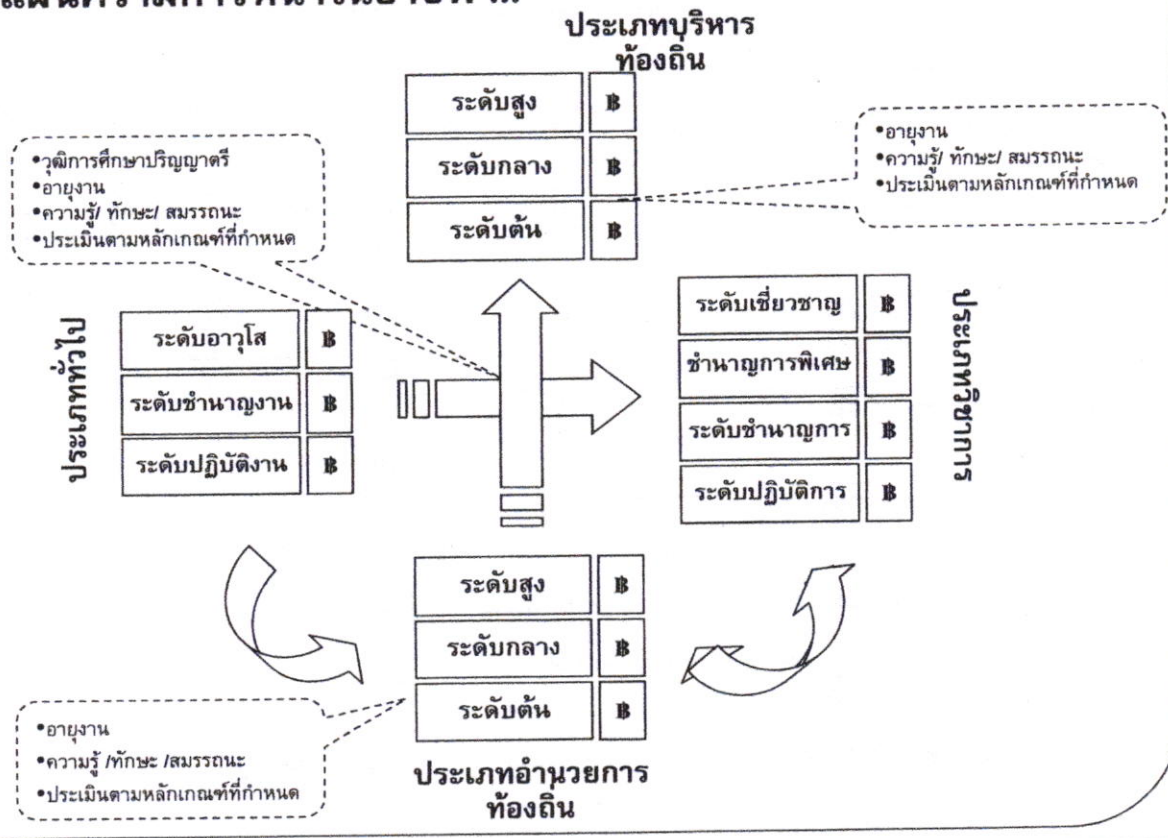 ประเภทบริหาร
ท้องถิ่น
ระดับสูง ฿
ระดับกลาง ฿
ระดับต้น ฿
•วุฒิการศึกษาปริญญาตรี
•อายุงาน
•ความรู้/ ทักษะ/ สมรรถนะ
•ประเมินตามหลักเกณฑ์ที่กำหนด
•อายุงาน
•ความรู้/ ทักษะ/ สมรรถนะ
•ประเมินตามหลักเกณฑ์ที่กำหนด
ประเภททั่วไป
ระดับอาวุโส ฿
ระดับชำนาญงาน ฿
ระดับปฏิบัติงาน ฿
ระดับเชี่ยวชาญ ฿
ชำนาญการพิเศษ ฿
ระดับชำนาญการ ฿
ระดับปฏิบัติการ ฿
ประเภทวิชาการ
ระดับสูง ฿
ระดับกลาง ฿
ระดับต้น ฿
•อายุงาน
•ความรู้ /ทักษะ /สมรรถนะ
•ประเมินตามหลักเกณฑ์ที่กำหนด
ประเภทอำนวยการ
ท้องถิ่น